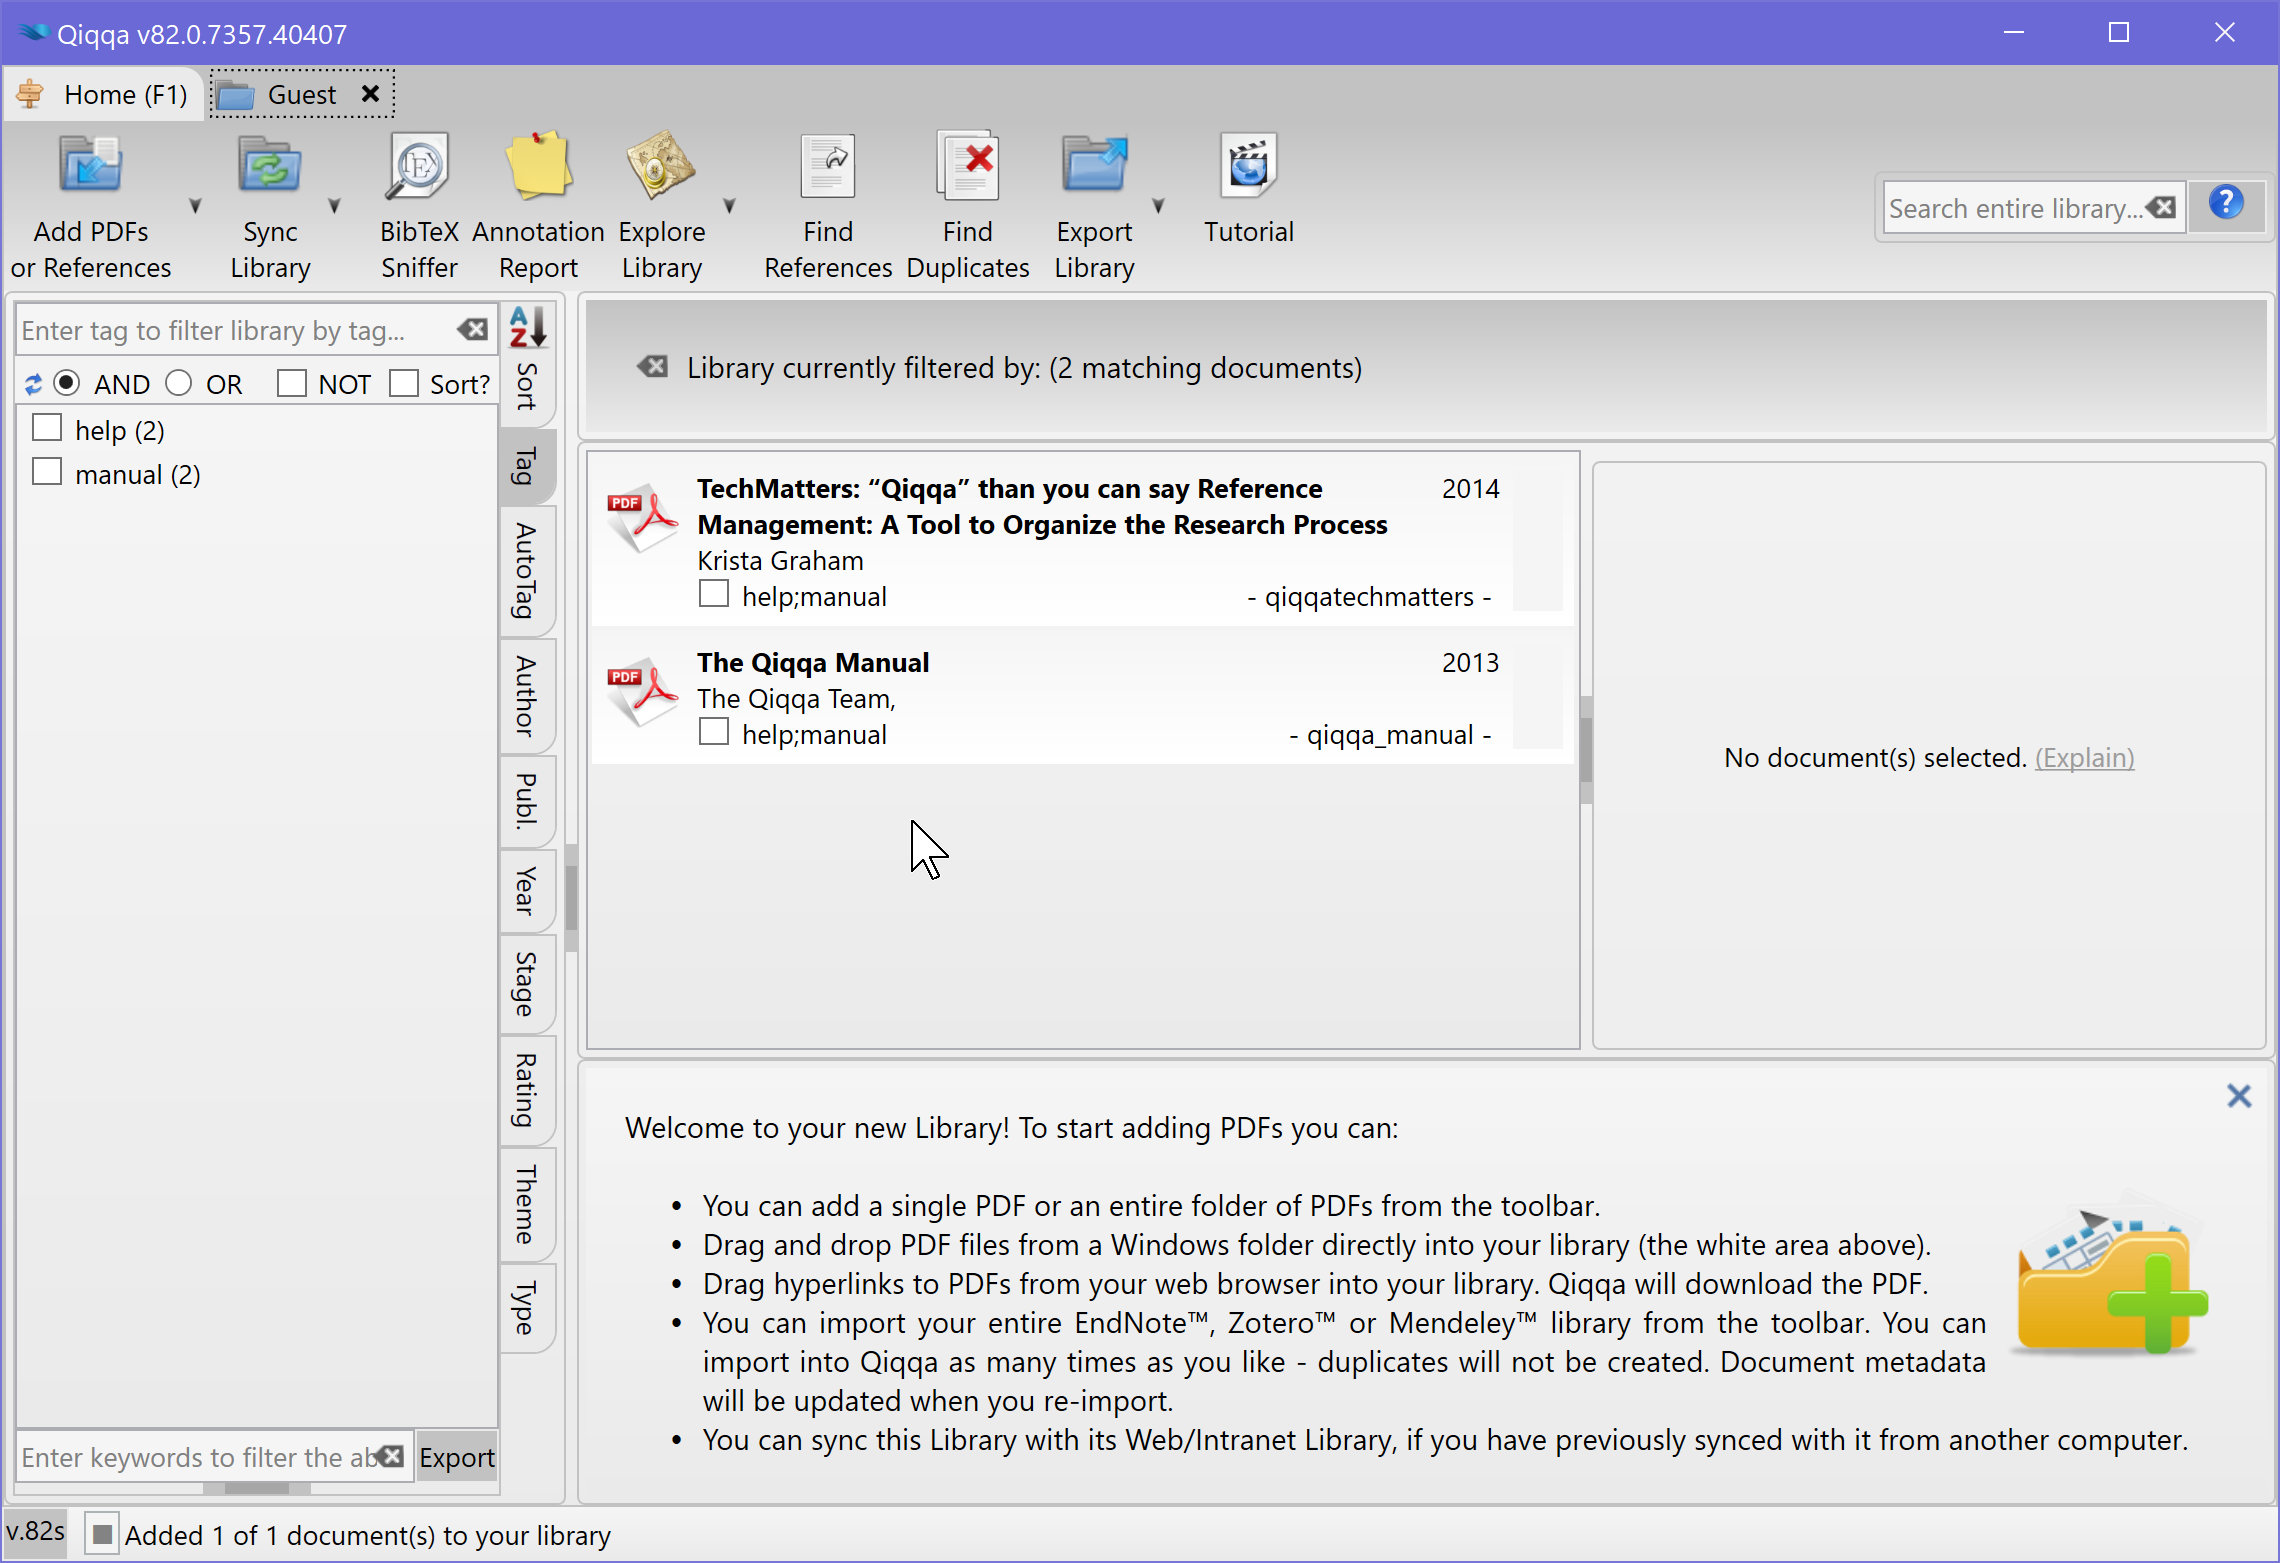 Qiqqa v82.0.7357.40407
Home (F1)
Guest
Add PDFs
or References
Sync
Library
BibTeX
Sniffer
Annotation
Report
Explore
Library
Find
References
Find
Duplicates
Export
Library
Tutorial
Search entire library...
Enter tag to filter library by tag...
AND
OR
NOT
Sort?
help (2)
manual (2)
Sort
Tag
AutoTag
Author
Publ.
Year
Stage
Rating
Theme
Type
Enter keywords to filter the ab
Export
Library currently filtered by: (2 matching documents)
PDF
TechMatters: “Qiqqa” than you can say Reference
Management: A Tool to Organize the Research Process
2014
Krista Graham
help;manual
- qiqqatechmatters -
PDF
The Qiqqa Manual
2013
The Qiqqa Team,
help;manual
- qiqqa_manual -
No document(s) selected. (Explain)
Welcome to your new Library! To start adding PDFs you can:
• You can add a single PDF or an entire folder of PDFs from the toolbar.
• Drag and drop PDF files from a Windows folder directly into your library (the white area above).
• Drag hyperlinks to PDFs from your web browser into your library. Qiqqa will download the PDF.
• You can import your entire EndNote™, Zotero™ or Mendeley™ library from the toolbar. You can
import into Qiqqa as many times as you like - duplicates will not be created. Document metadata
will be updated when you re-import.
• You can sync this Library with its Web/Intranet Library, if you have previously synced with it from another computer.
v.82s
Added 1 of 1 document(s) to your library